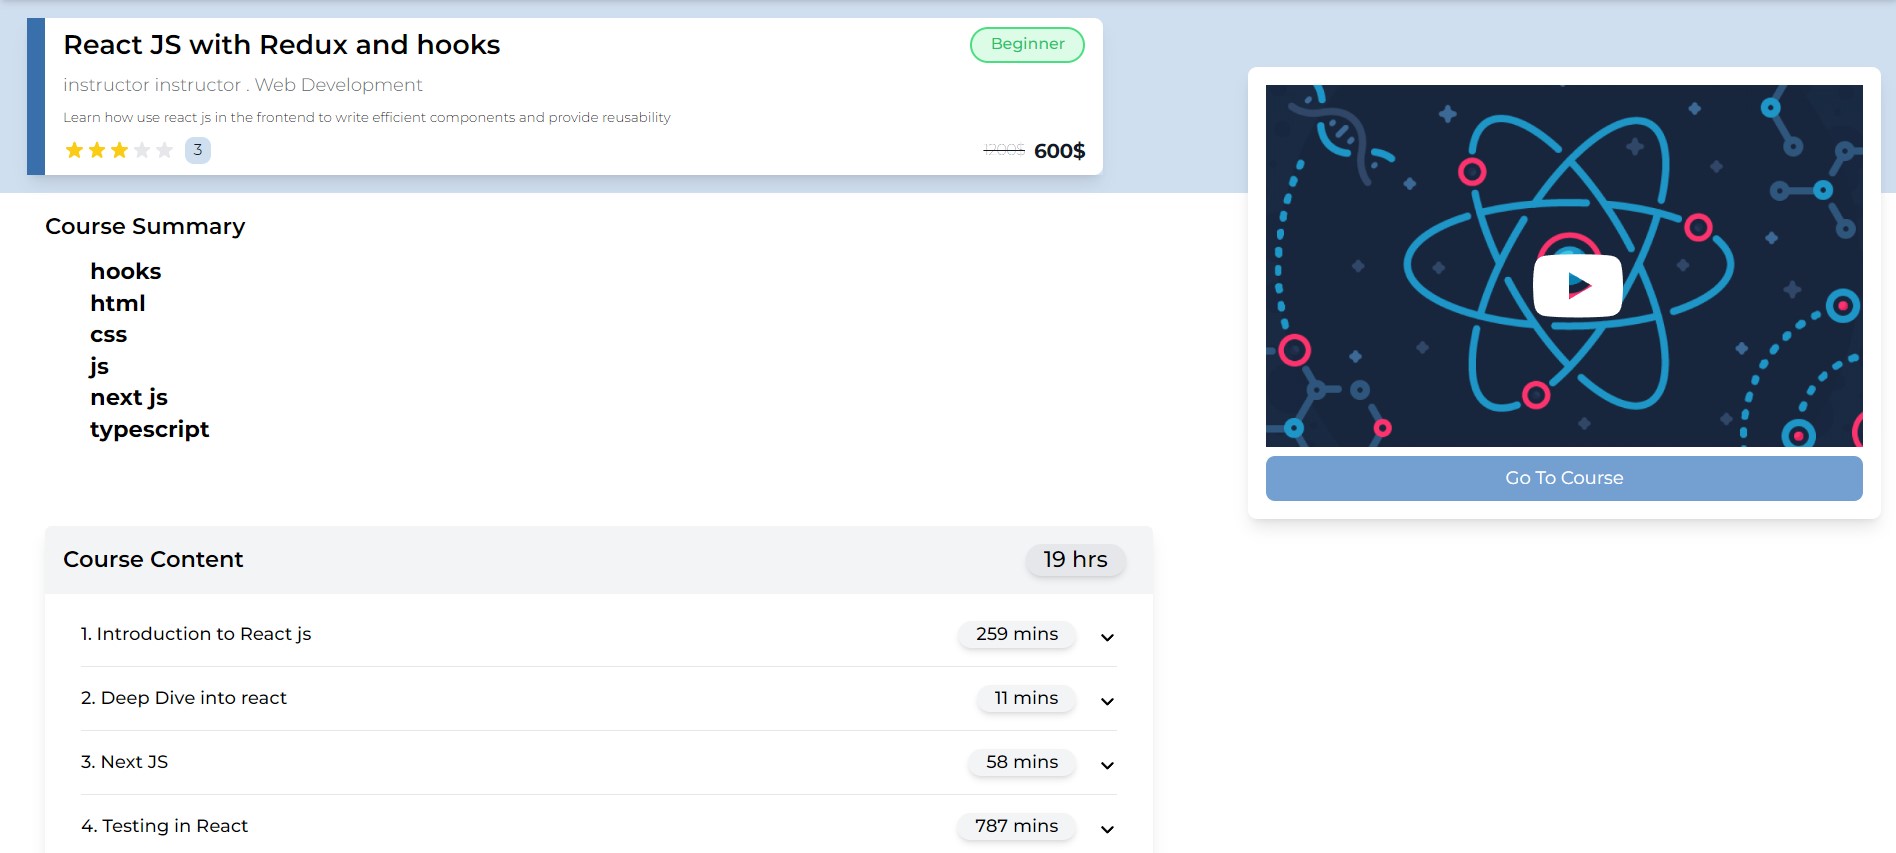 React JS with Redux and hooks
Beginner
instructor instructor . Web Development
Learn how use react js in the frontend to write efficient components and provide reusability
3
1200$ 600$
Course Summary
hooks
html
css
js
next js
typescript
Go To Course
Course Content
19 hrs
1. Introduction to React js
259 mins
2. Deep Dive into react
11 mins
3. Next JS
58 mins
4. Testing in React
787 mins